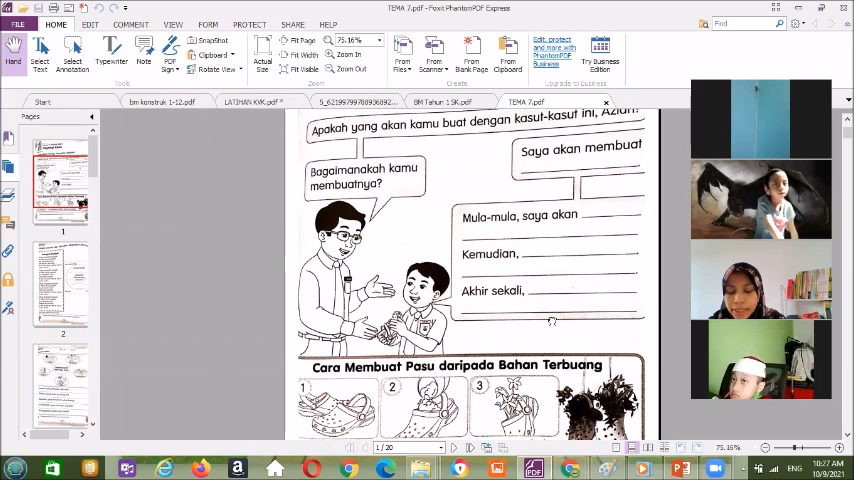 TEMA 7.pdf - Foxit PhantomPDF Express
FILE HOME EDIT COMMENT VIEW FORM PROTECT SHARE HELP
Find
Hand
Select Text
Select Annotation
SnapShot
Clipboard
Rotate View
Typewriter
Note
PDF Sign
Tools
Actual Size
Fit Page
Fit Width
Fit Visible
75.16%
Zoom In
Zoom Out
View
From Files
From Scanner
From Blank Page
From Clipboard
Create
Edit, protect and more with PhantomPDF Business
Try Business Edition
Upgrade to Business
Start
bm konstruk 1-12.pdf
LATIHAN KVK.pdf *
5_62199799788936892...
BM Tahun 1 SK.pdf
TEMA 7.pdf
Pages
1
2
Apakah yang akan kamu buat dengan kasut-kasut ini, Azlan?
Bagaimanakah kamu
membuatnya?
Saya akan membuat
Mula-mula, saya akan
Kemudian,
Akhir sekali,
Cara Membuat Pasu daripada Bahan Terbuang
1
2
3
1 / 20
75.16%
ENG
10:27 AM
10/9/2021